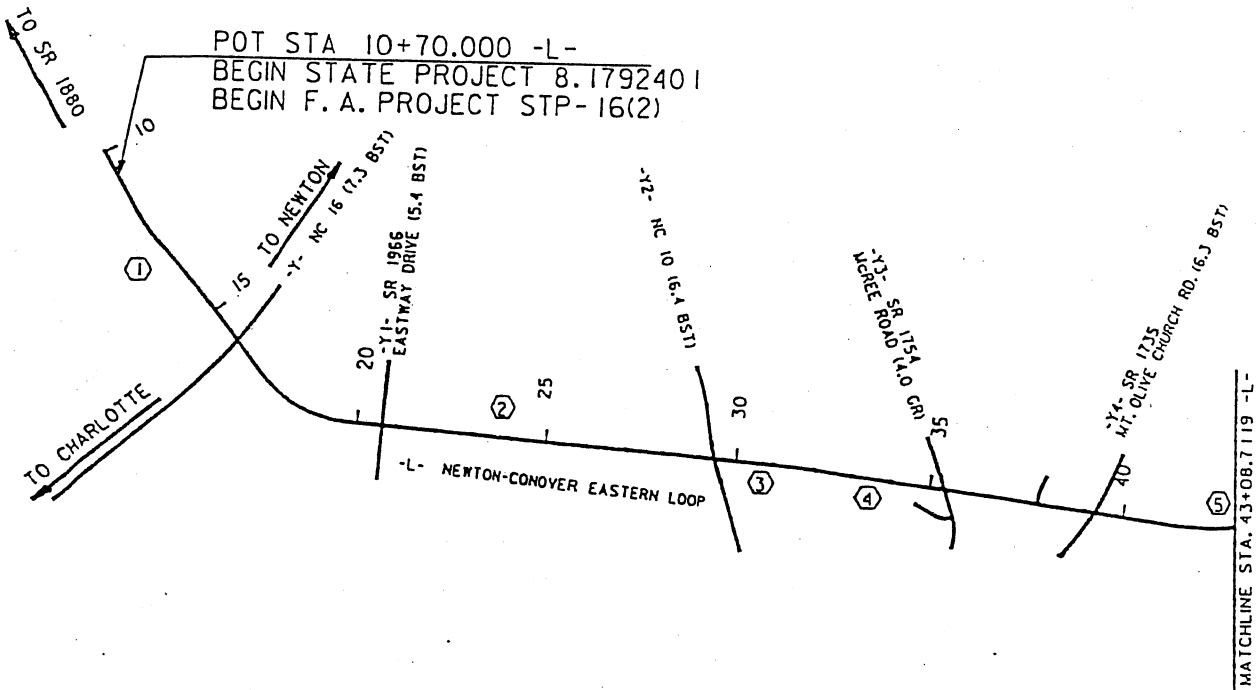 TO SR 1880
POT STA 10+70.000 -L-
BEGIN STATE PROJECT 8.1792401
BEGIN F. A. PROJECT STP-16(2)
10
TO NEWTON
-Y- NC 16 (7.3 BST)
1
15
TO CHARLOTTE
20
-Y1- SR 1966
EASTWAY DRIVE (5.4 BST)
2
25
-L- NEWTON-CONOVER EASTERN LOOP
-Y2- NC 10 (6.4 BST)
30
3
4
-Y3- SR 1754
McREE ROAD (4.0 GR)
35
-Y4- SR 1735
MT. OLIVE CHURCH RD. (6.3 BST)
40
5
MATCHLINE STA. 43+08.7119 -L-